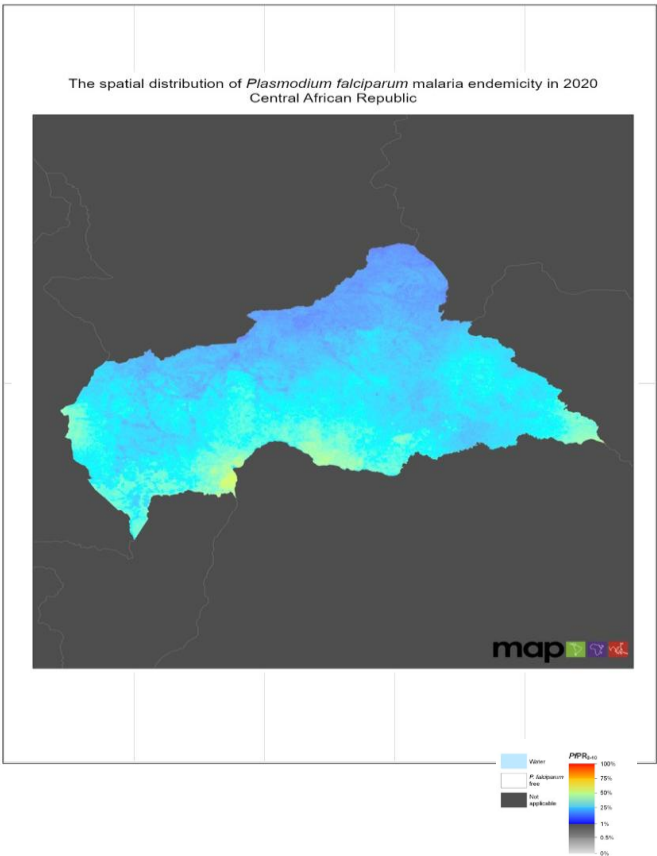 The spatial distribution of Plasmodium falciparum malaria endemicity in 2020
Central African Republic
map
Water
P. falciparum
free
Not
applicable
PfPR2-10
100%
75%
50%
25%
1%
0.5%
0%